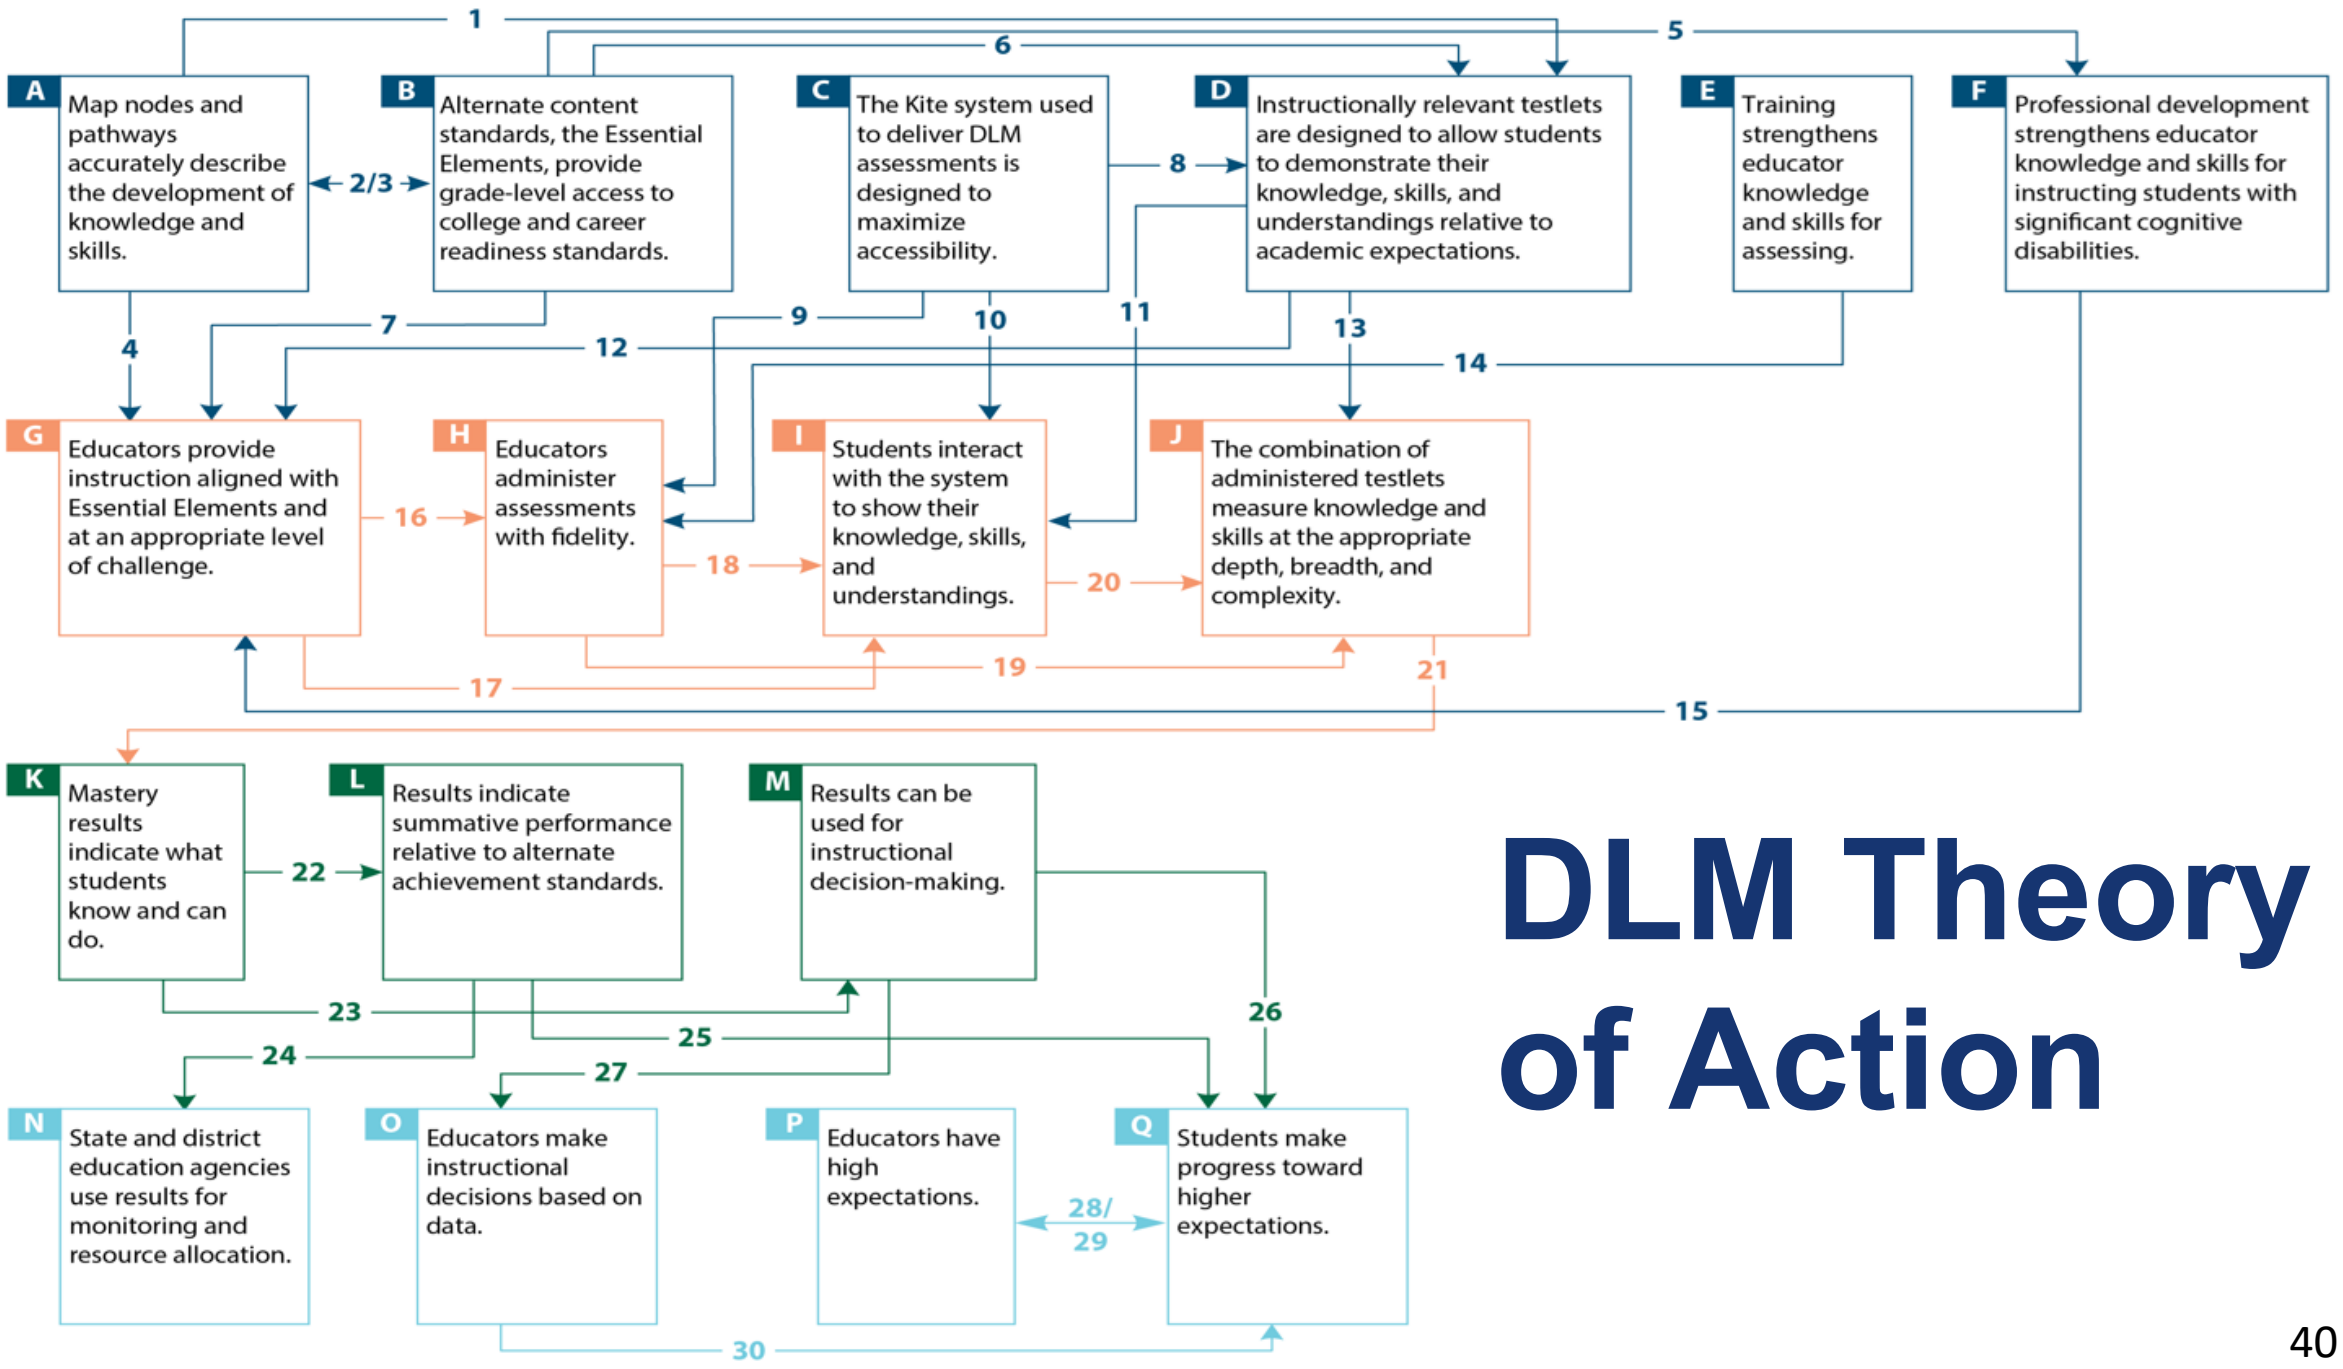 1
5
6
A
Map nodes and
pathways
accurately describe
the development of
knowledge and
skills.
2/3
B
Alternate content
standards, the Essential
Elements, provide
grade-level access to
college and career
readiness standards.
C
The Kite system used
to deliver DLM
assessments is
designed to
maximize
accessibility.
8
D
Instructionally relevant testlets
are designed to allow students
to demonstrate their
knowledge, skills, and
understandings relative to
academic expectations.
E
Training
strengthens
educator
knowledge
and skills for
assessing.
F
Professional development
strengthens educator
knowledge and skills for
instructing students with
significant cognitive
disabilities.
4
7
12
9
10
11
13
14
G
Educators provide
instruction aligned with
Essential Elements and
at an appropriate level
of challenge.
16
H
Educators
administer
assessments
with fidelity.
18
I
Students interact
with the system
to show their
knowledge, skills,
and
understandings.
20
J
The combination of
administered testlets
measure knowledge and
skills at the appropriate
depth, breadth, and
complexity.
17
19
21
15
K
Mastery
results
indicate what
students
know and can
do.
22
L
Results indicate
summative performance
relative to alternate
achievement standards.
M
Results can be
used for
instructional
decision-making.
DLM Theory
of Action
23
24
25
27
26
N
State and district
education agencies
use results for
monitoring and
resource allocation.
O
Educators make
instructional
decisions based on
data.
P
Educators have
high
expectations.
28/
29
Q
Students make
progress toward
higher
expectations.
30
40